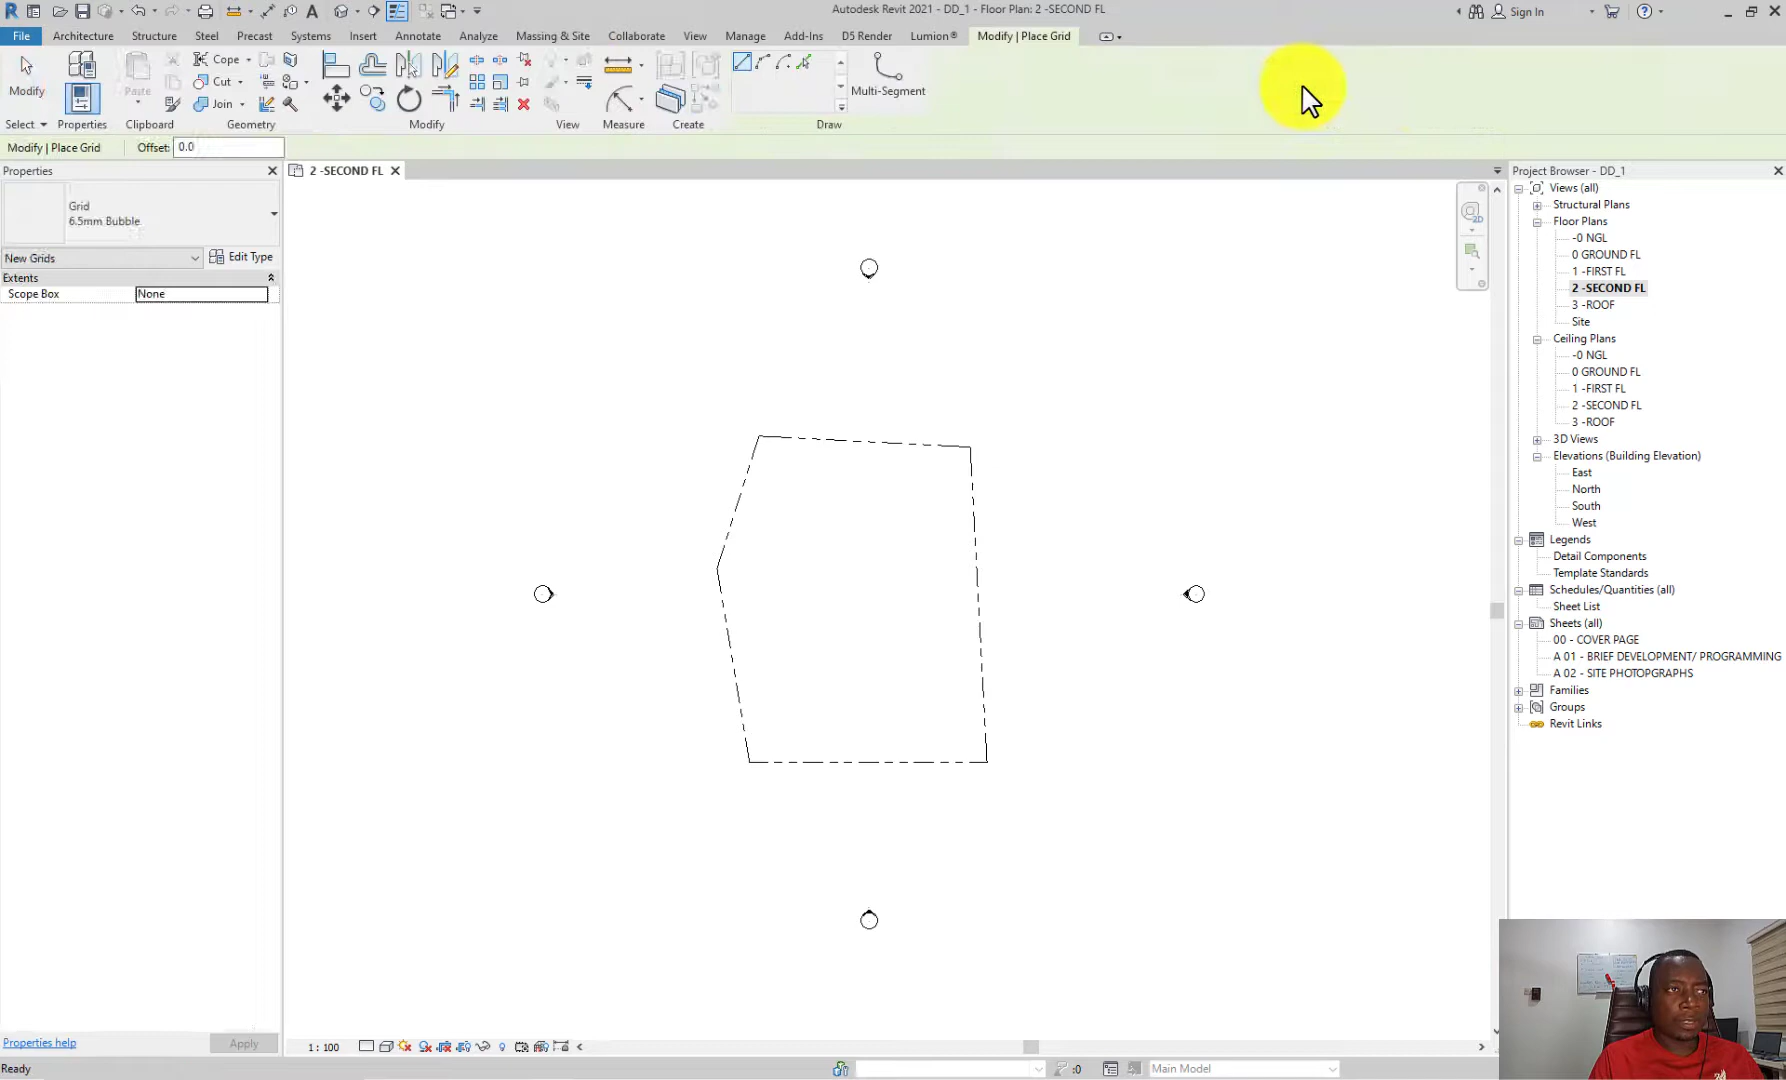 Autodesk Revit 2021 - DD_1 - Floor Plan: 2 -SECOND FL
Sign In
File Architecture Structure Steel Precast Systems Insert Annotate Analyze Massing & Site Collaborate View Manage Add-Ins D5 Render Lumion® Modify | Place Grid
Modify
Paste
Cope
Cut
Join
Multi-Segment
Select Properties Clipboard Geometry Modify View Measure Create Draw
Modify | Place Grid Offset: 0.0
Properties
2 -SECOND FL
Project Browser - DD_1
Grid
6.5mm Bubble
New Grids
Edit Type
Extents
Scope Box None
2D
Views (all)
Structural Plans
Floor Plans
-0 NGL
0 GROUND FL
1 -FIRST FL
2 -SECOND FL
3 -ROOF
Site
Ceiling Plans
-0 NGL
0 GROUND FL
1 -FIRST FL
2 -SECOND FL
3 -ROOF
3D Views
Elevations (Building Elevation)
East
North
South
West
Legends
Detail Components
Template Standards
Schedules/Quantities (all)
Sheet List
Sheets (all)
00 - COVER PAGE
A 01 - BRIEF DEVELOPMENT/ PROGRAMMING
A 02 - SITE PHOTOPGRAPHS
Families
Groups
Revit Links
Properties help
Apply
1 : 100
Ready
:0
Main Model